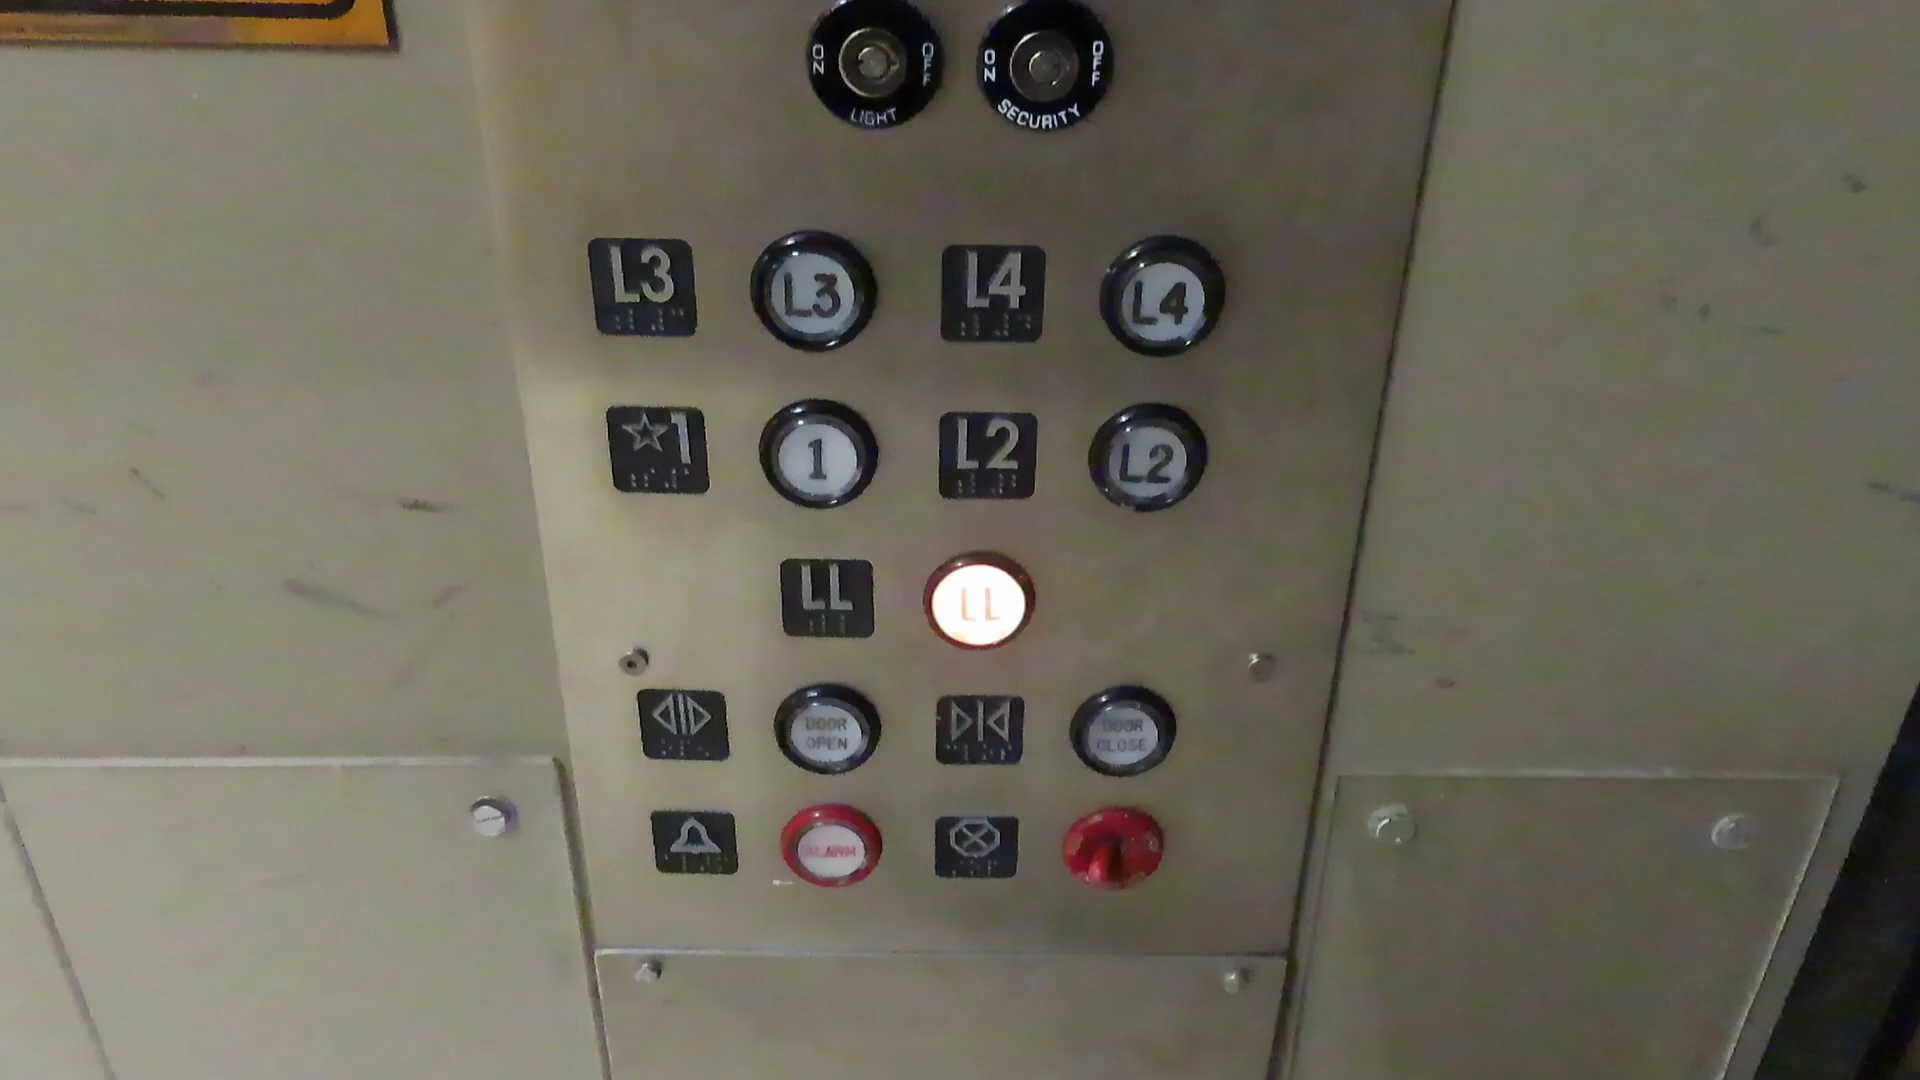 ON OFF
LIGHT
ON OFF
SECURITY
L3 L3 L4 L4
☆1 1 L2 L2
LL LL
DOOR
OPEN
DOOR
CLOSE
ALARM